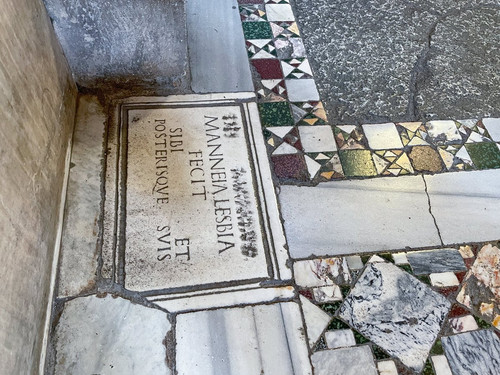 MANNEIA LESBIA
FECIT
SIBI ET
POSTERISQVE SVIS